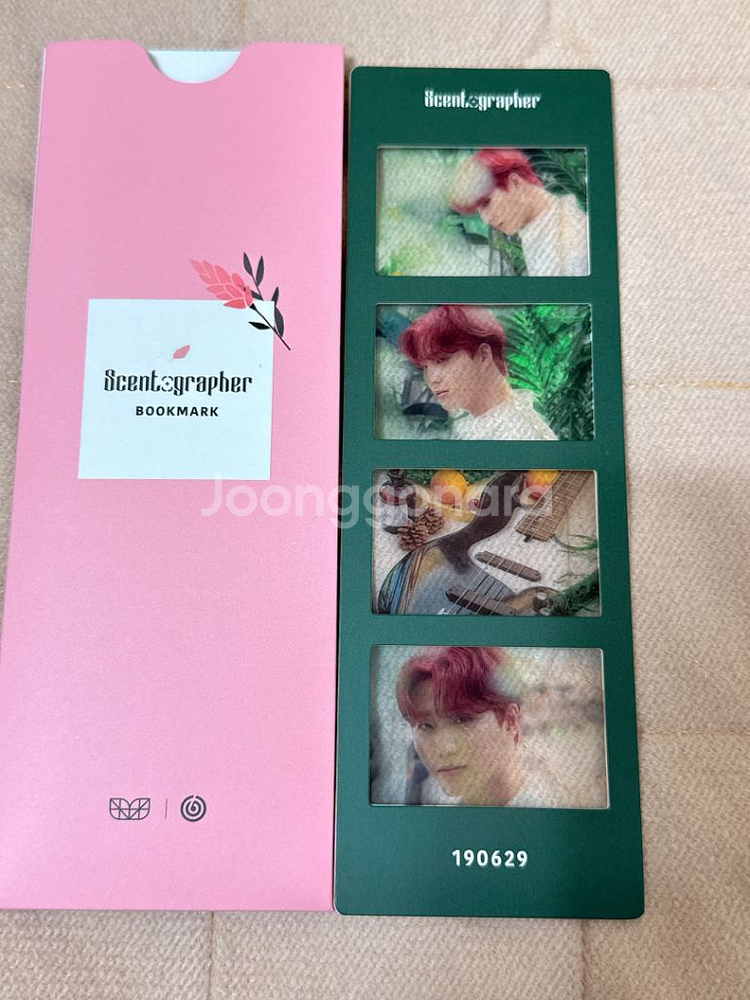 Scentographer
BOOKMARK
Scentographer
190629
Joonggonara